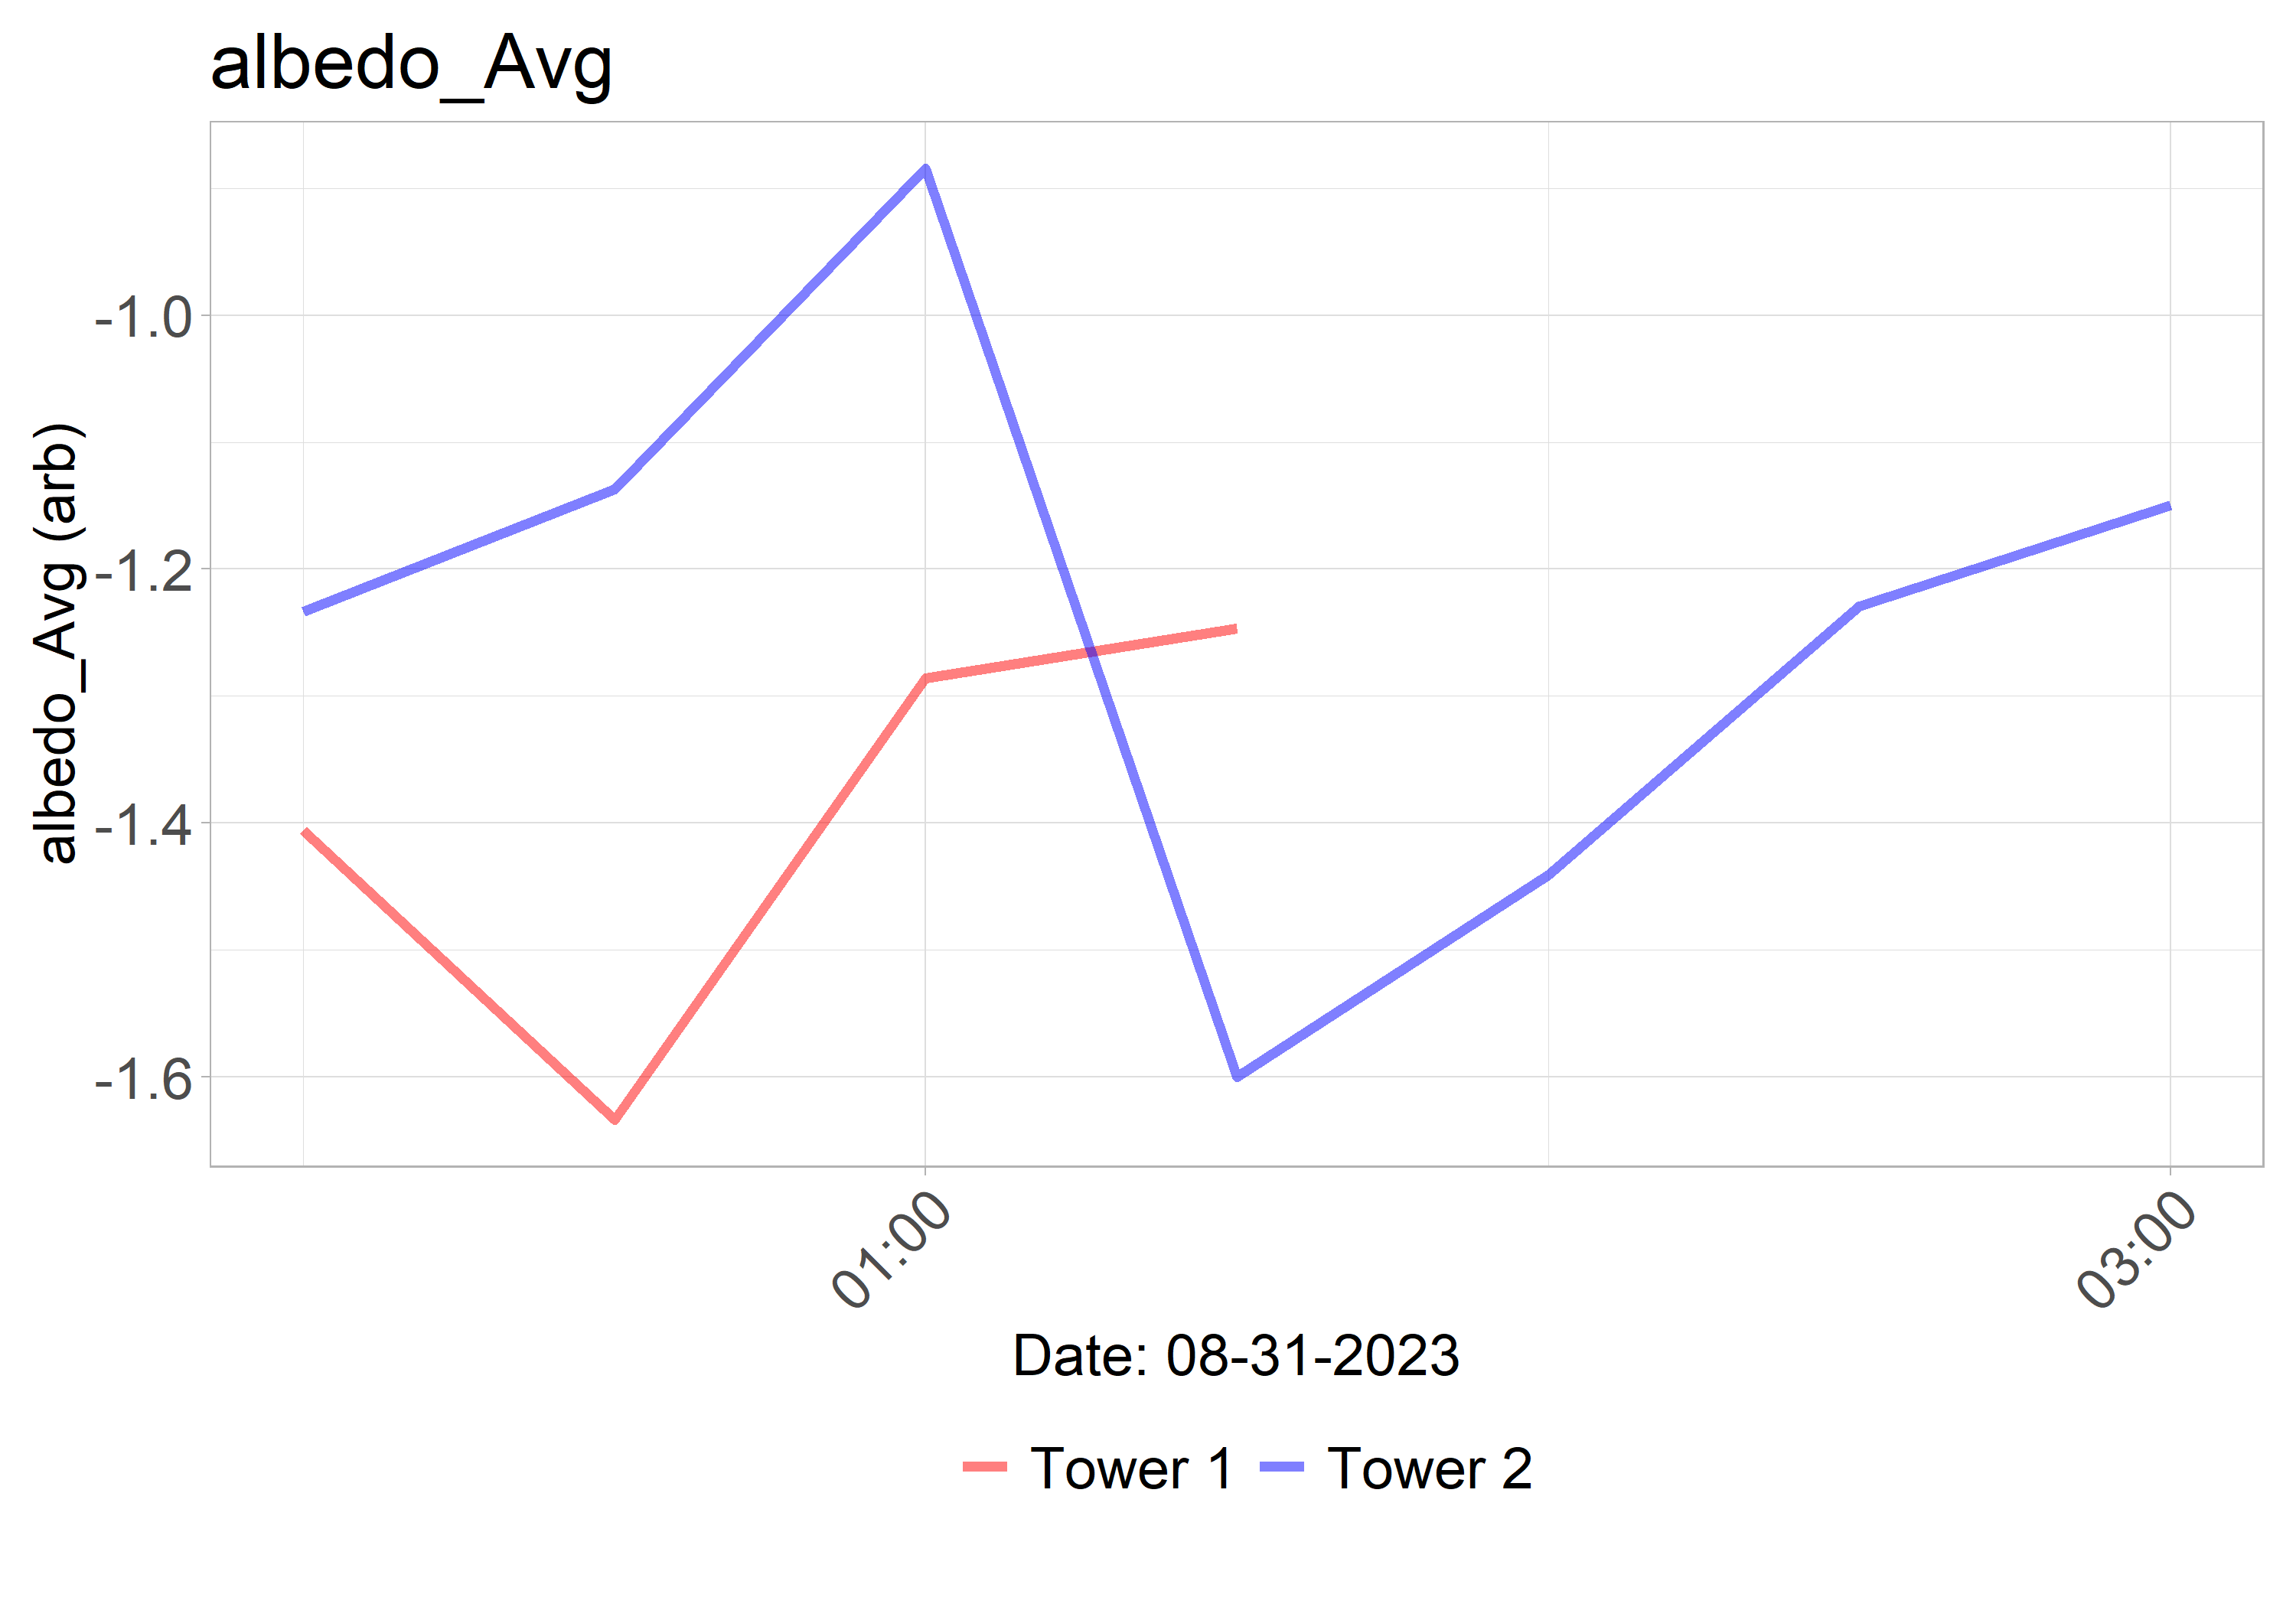 albedo_Avg
albedo_Avg (arb)
-1.0
-1.2
-1.4
-1.6
01:00
03:00
Date: 08-31-2023
Tower 1
Tower 2